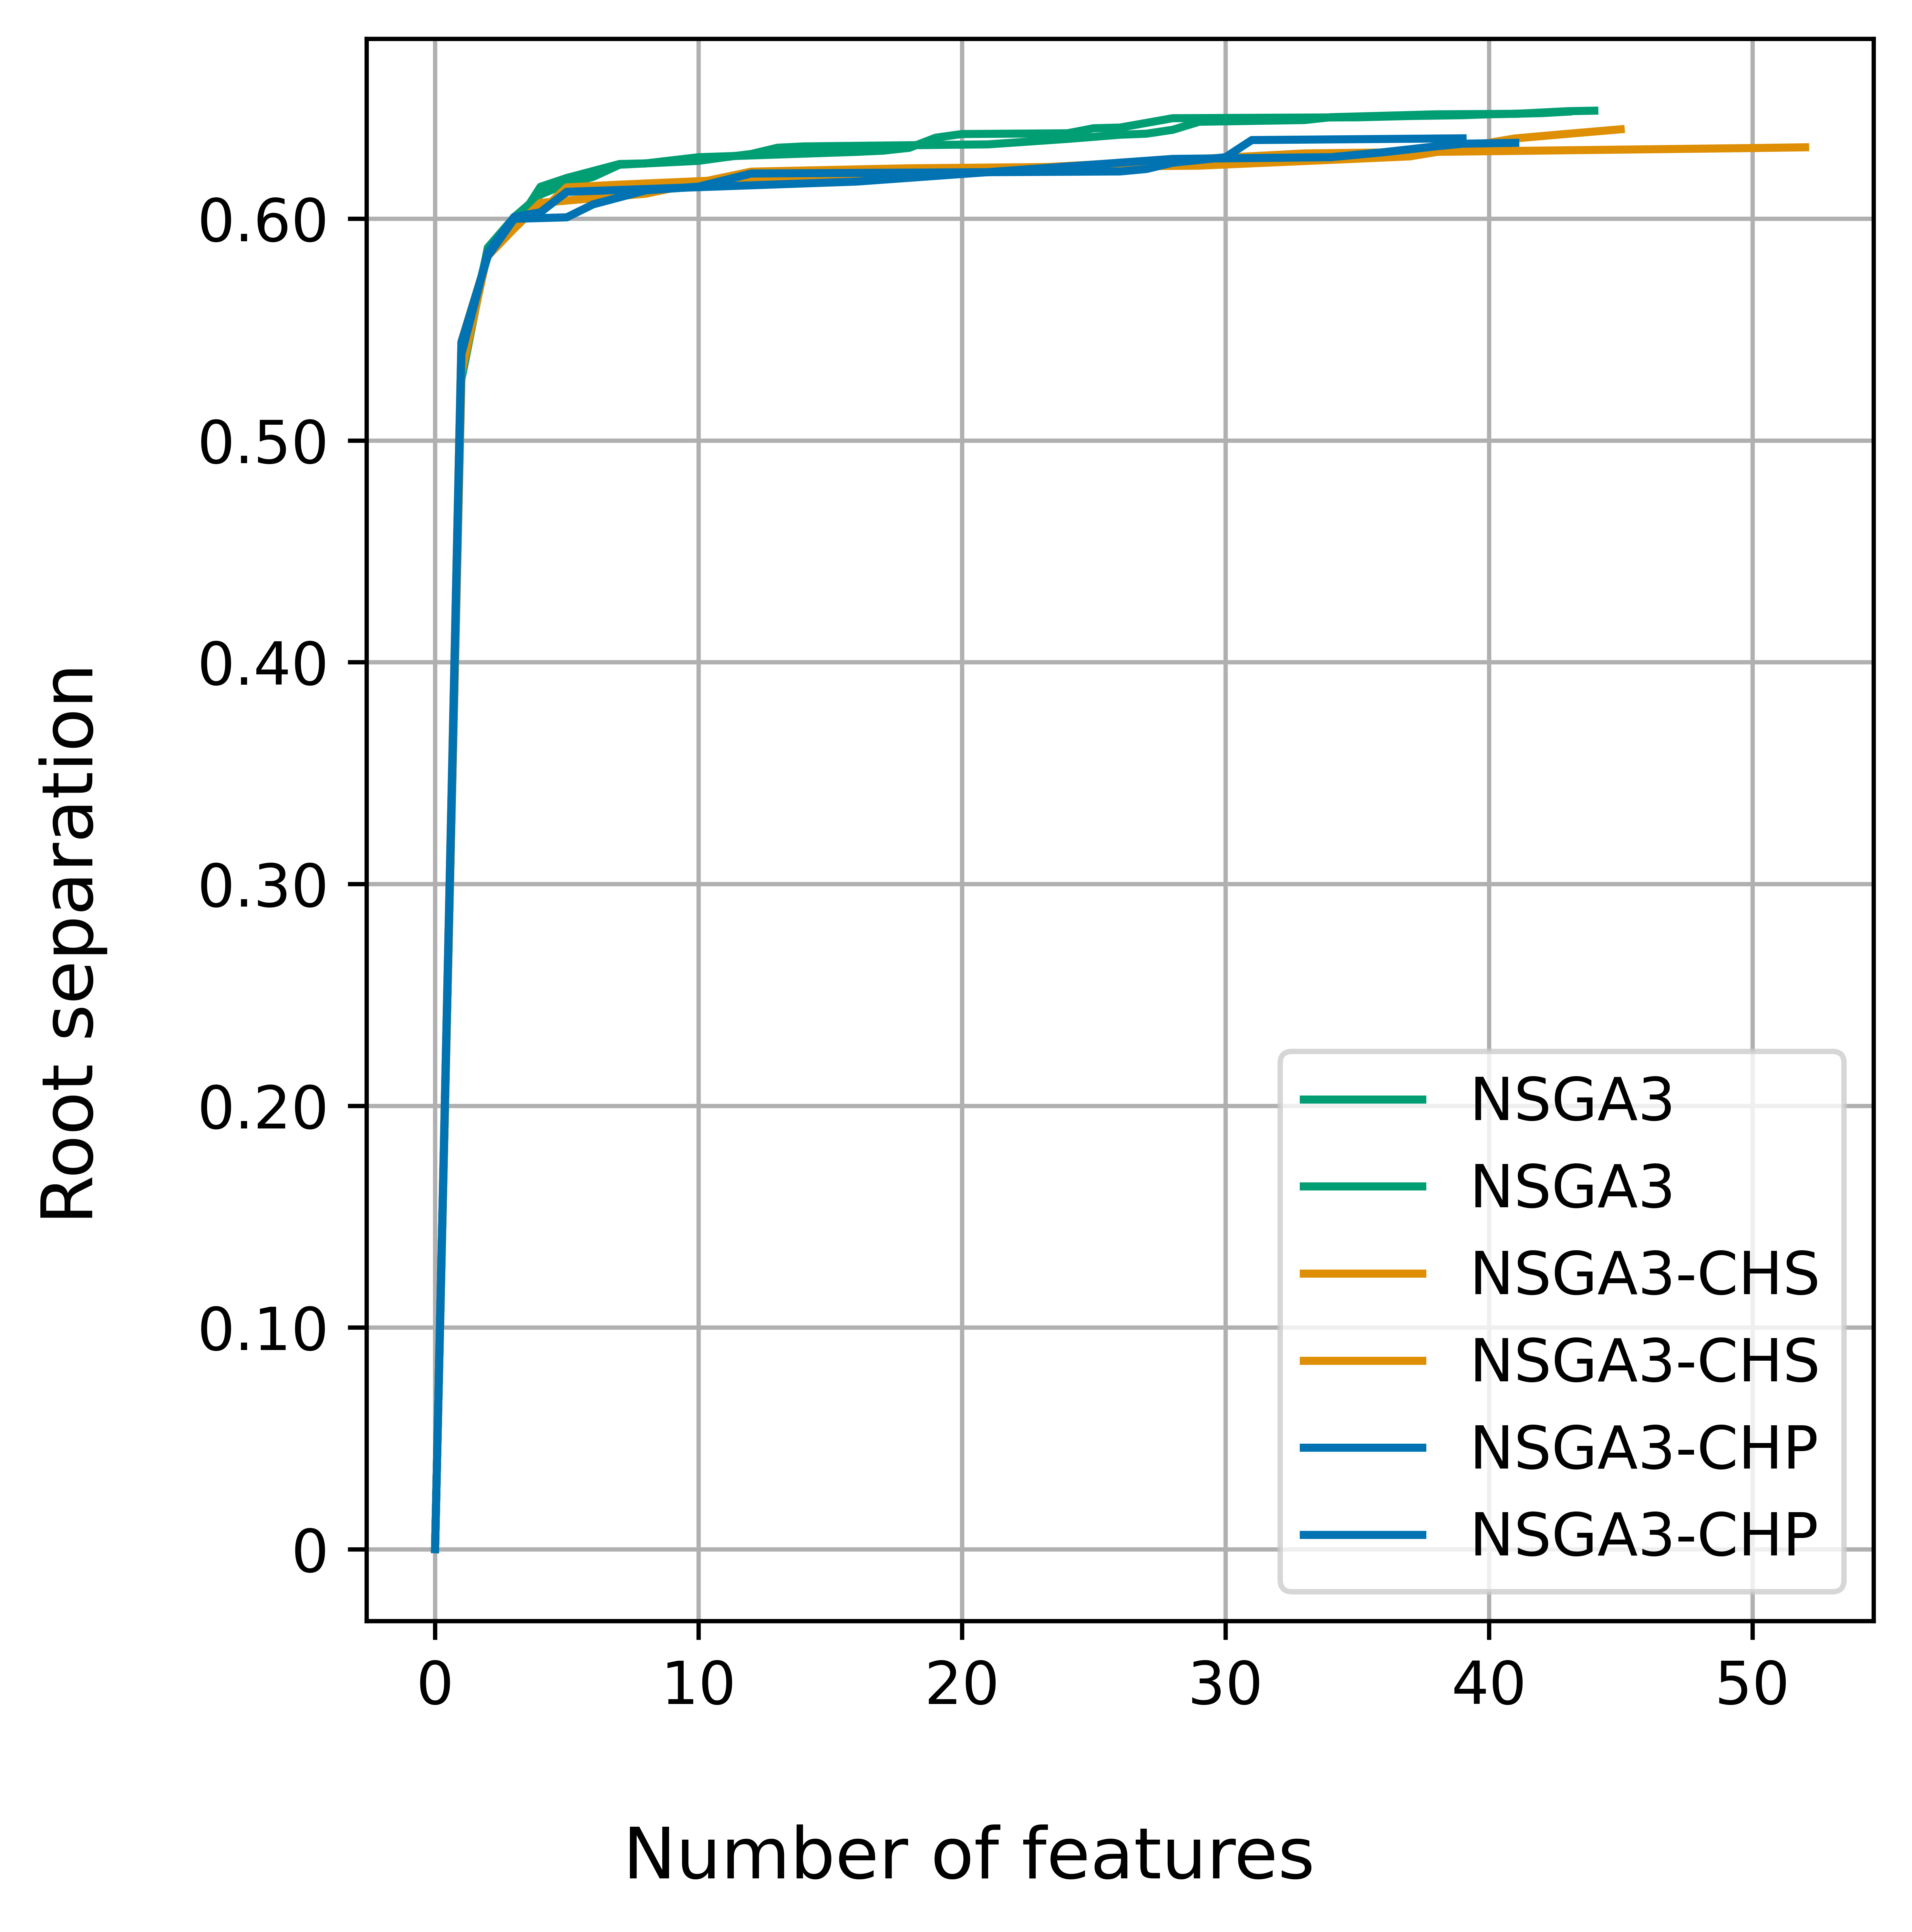 Root separation
0.60
0.50
0.40
0.30
0.20
0.10
0
0
10
20
30
40
50
Number of features
NSGA3
NSGA3
NSGA3-CHS
NSGA3-CHS
NSGA3-CHP
NSGA3-CHP